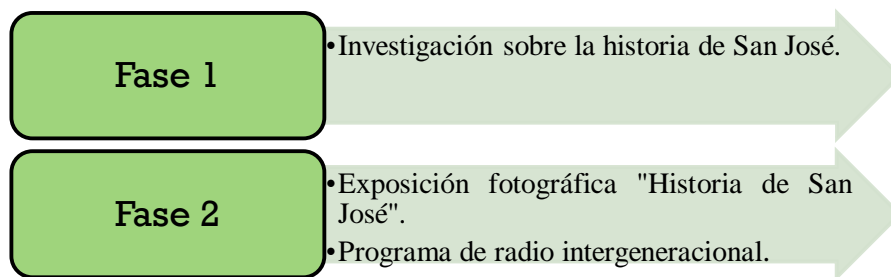 Fase 1
•Investigación sobre la historia de San José.
Fase 2
•Exposición fotográfica "Historia de San
José".
•Programa de radio intergeneracional.